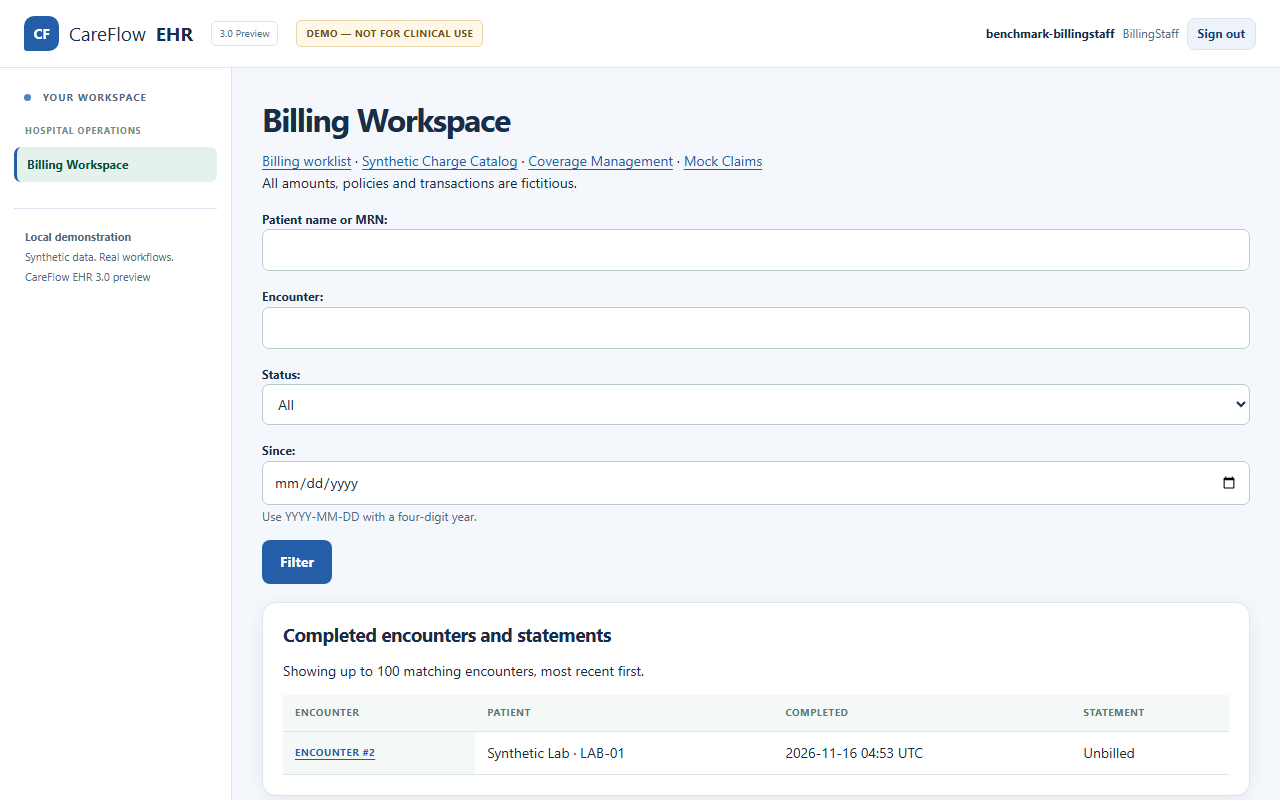 CF CareFlow EHR 3.0 Preview DEMO — NOT FOR CLINICAL USE benchmark-billingstaff BillingStaff Sign out
YOUR WORKSPACE
HOSPITAL OPERATIONS
Billing Workspace
Local demonstration
Synthetic data. Real workflows.
CareFlow EHR 3.0 preview
Billing Workspace
Billing worklist · Synthetic Charge Catalog · Coverage Management · Mock Claims
All amounts, policies and transactions are fictitious.
Patient name or MRN:
Encounter:
Status:
All
Since:
mm/dd/yyyy
Use YYYY-MM-DD with a four-digit year.
Filter
Completed encounters and statements
Showing up to 100 matching encounters, most recent first.
ENCOUNTER PATIENT COMPLETED STATEMENT
ENCOUNTER #2 Synthetic Lab · LAB-01 2026-11-16 04:53 UTC Unbilled